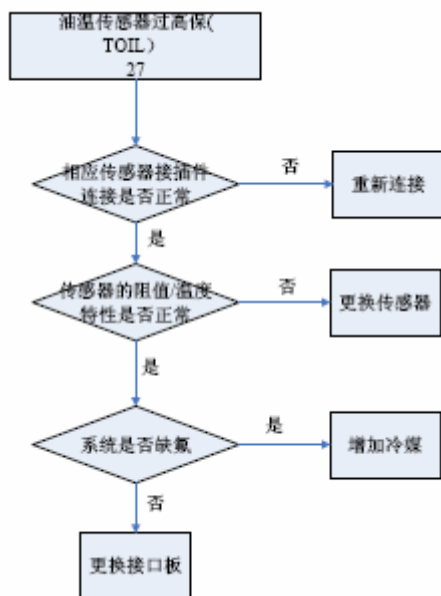 油温传感器过高保(
TOIL)
27
相应传感器接插件
连接是否正常
否
重新连接
是
传感器的阻值/温度
特性是否正常
否
更换传感器
是
系统是否缺氟
是
增加冷媒
否
更换接口板